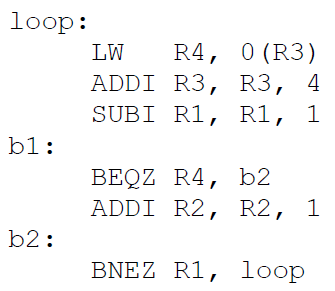 loop:
LW R4, 0(R3)
ADDI R3, R3, 4
SUBI R1, R1, 1
b1:
BEQZ R4, b2
ADDI R2, R2, 1
b2:
BNEZ R1, loop